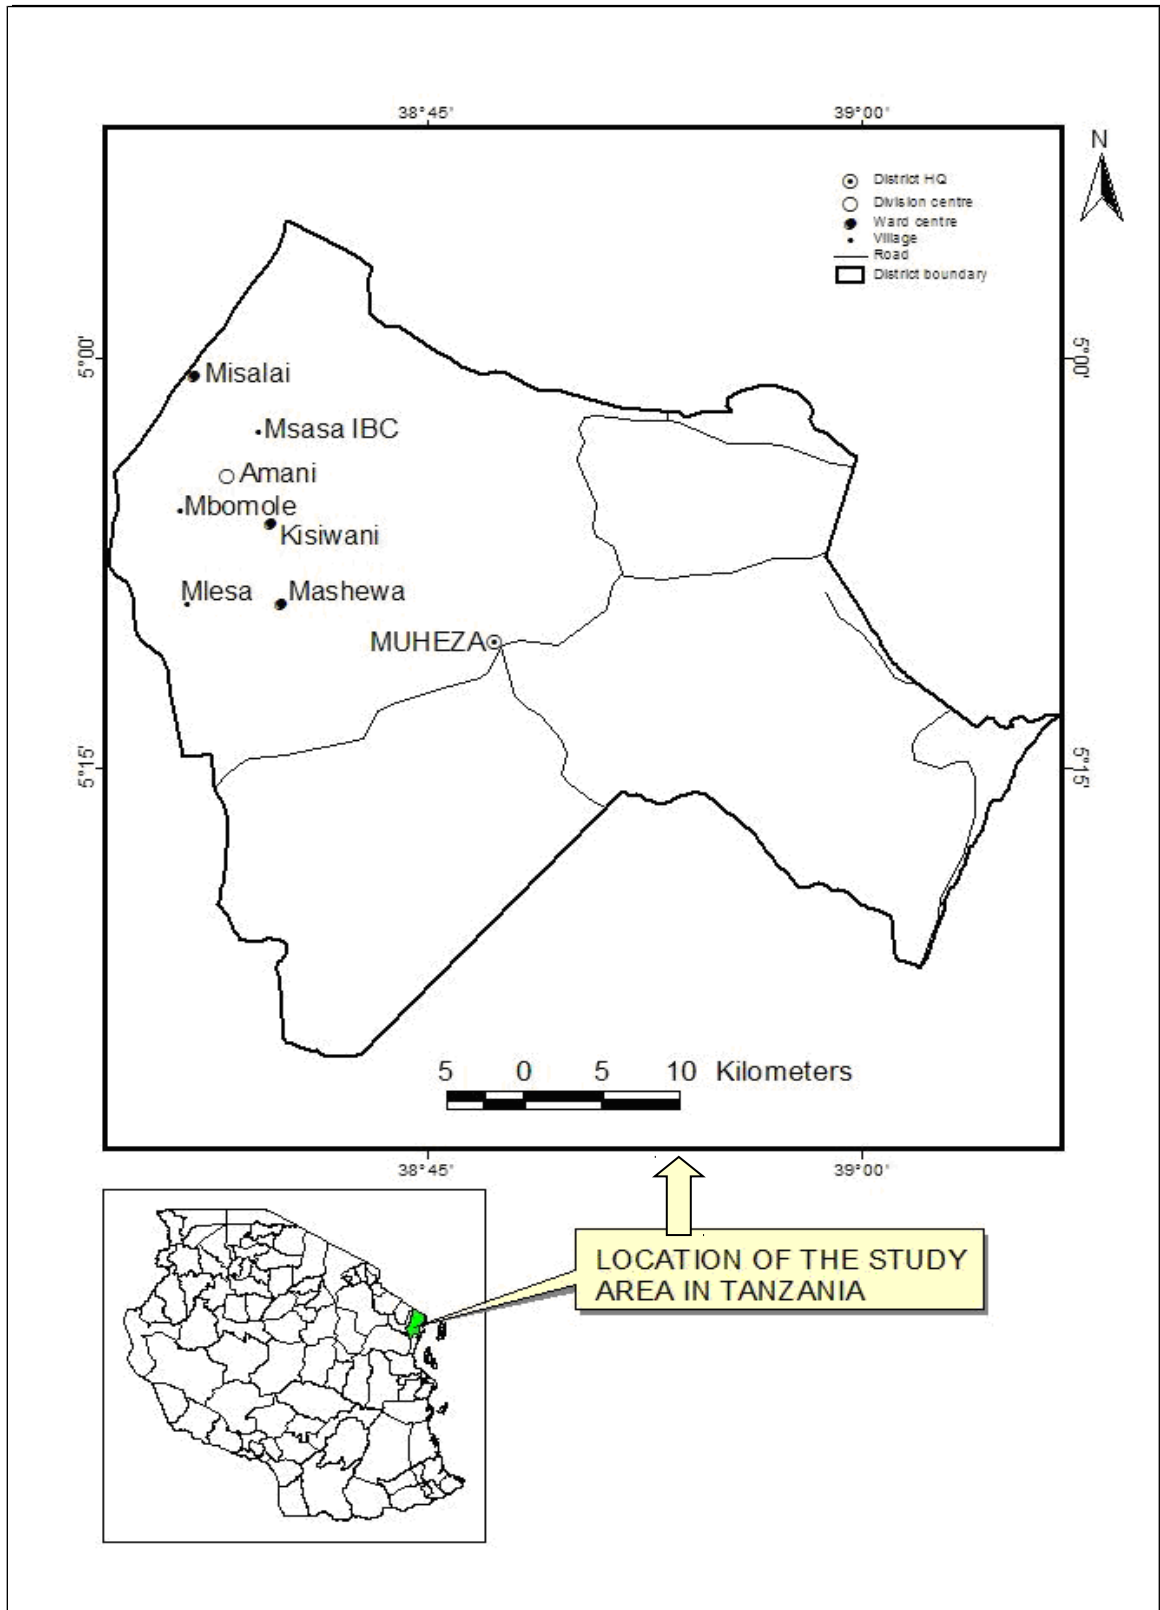 38°45'
39°00'
N
District HQ
Division centre
Ward centre
Village
Road
District boundary
5°00'
5°00'
Misalai
Msasa IBC
Amani
Mbomole
Kisiwani
Mlesa
Mashewa
MUHEZA
5°15'
5°15'
5 0 5 10 Kilometers
38°45'
39°00'
LOCATION OF THE STUDY
AREA IN TANZANIA